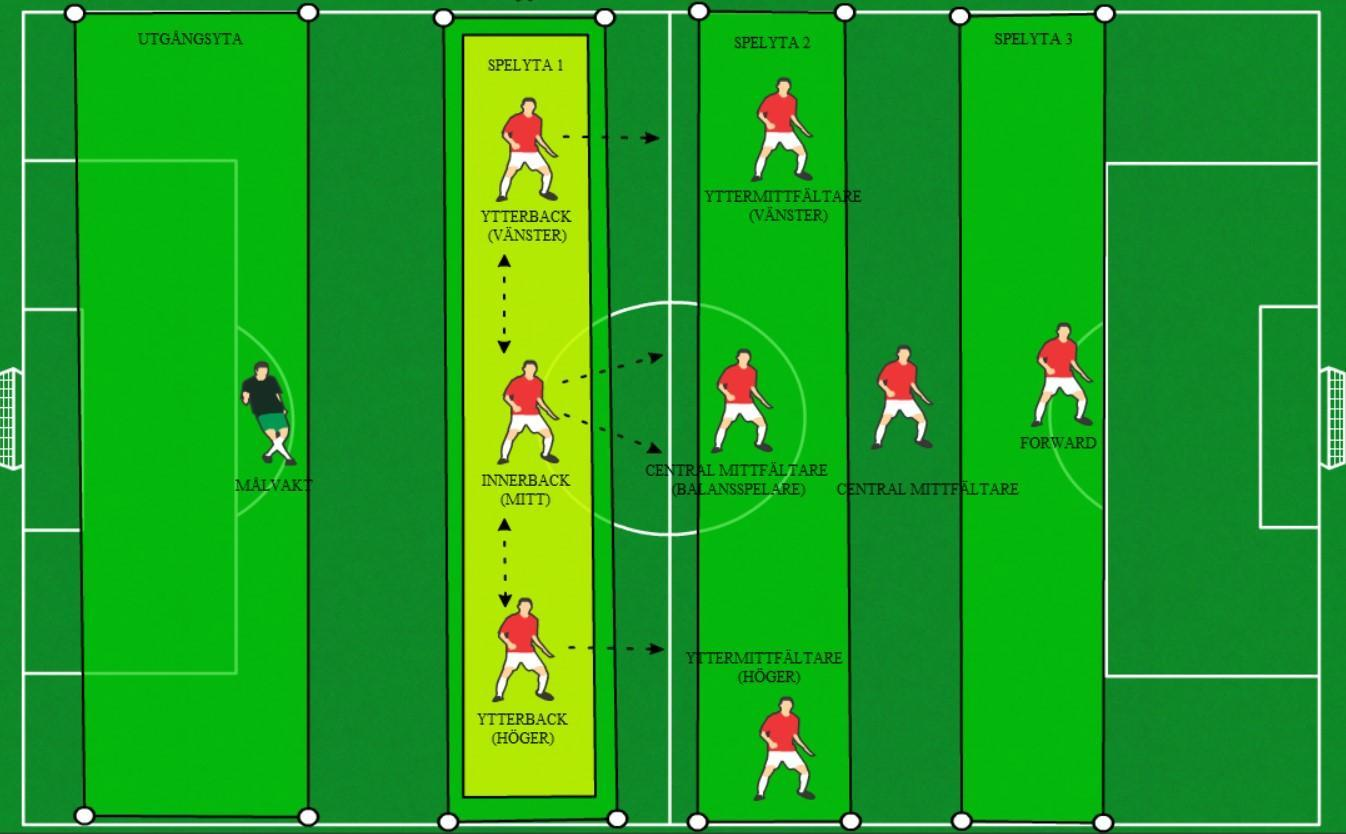 UTGÅNGSYTA
SPELYTA 1
SPELYTA 2
SPELYTA 3
YTTERBACK
(VÄNSTER)
YTTERMITTFÄLTARE
(VÄNSTER)
MÅLVAKT
INNERBACK
(MITT)
CENTRAL MITTFÄLTARE
(BALANSSPELARE)
CENTRAL MITTFÄLTARE
FORWARD
YTTERBACK
(HÖGER)
YTTERMITTFÄLTARE
(HÖGER)